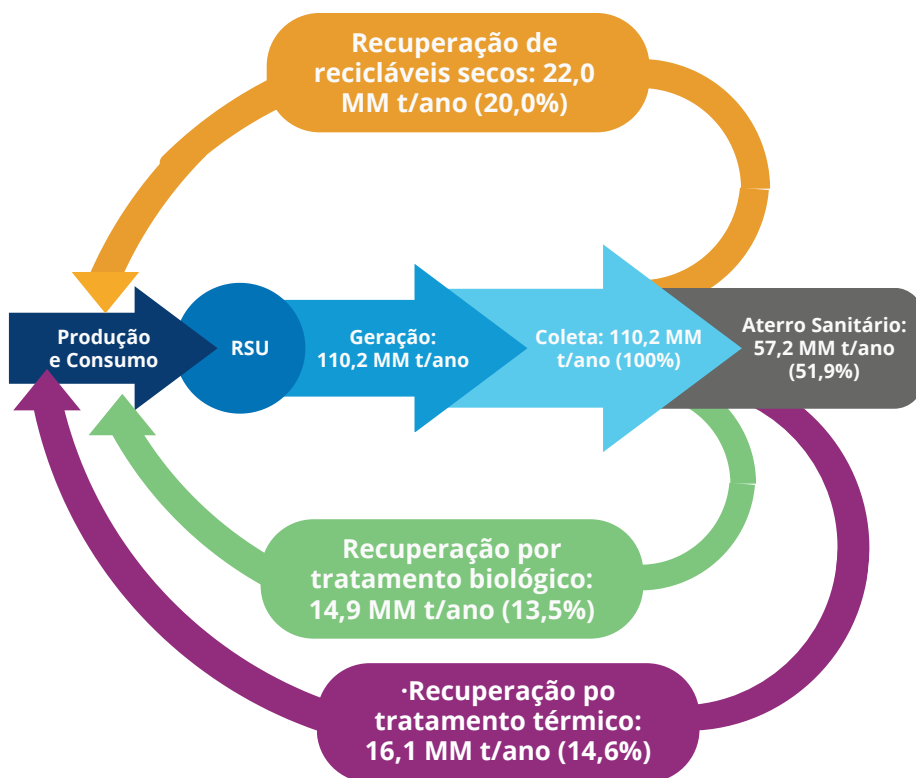 Recuperação de
recicláveis secos: 22,0
MM t/ano (20,0%)
Produção
e Consumo
RSU
Geração:
110,2 MM t/ano
Coleta: 110,2 MM
t/ano (100%)
Aterro Sanitário:
57,2 MM t/ano
(51,9%)
Recuperação por
tratamento biológico:
14,9 MM t/ano (13,5%)
·Recuperação po
tratamento térmico:
16,1 MM t/ano (14,6%)